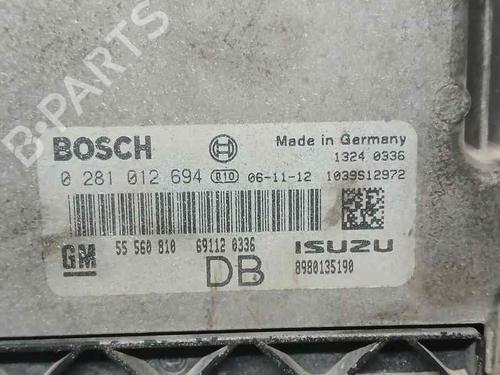 B-PARTS
BOSCH
Made in Germany
1324 0336
0 281 012 694 B10 06-11-12 1039S12972
GM 55 560 810 69112 0336 ISUZU
DB 8980135190